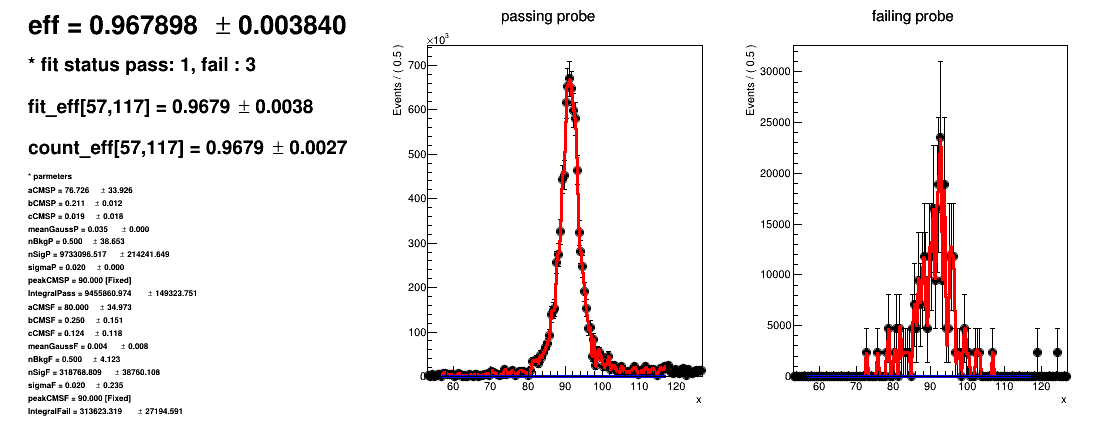 eff = 0.967898 ± 0.003840
* fit status pass: 1, fail : 3
fit_eff[57,117] = 0.9679 ± 0.0038
count_eff[57,117] = 0.9679 ± 0.0027
* parmeters
aCMSP = 76.726 ± 33.926
bCMSP = 0.211 ± 0.012
cCMSP = 0.019 ± 0.018
meanGaussP = 0.035 ± 0.000
nBkgP = 0.500 ± 38.653
nSigP = 9733096.517 ± 214241.649
sigmaP = 0.020 ± 0.000
peakCMSP = 90.000 [Fixed]
IntegralPass = 9455860.974 ± 149323.751
aCMSF = 80.000 ± 34.973
bCMSF = 0.250 ± 0.151
cCMSF = 0.124 ± 0.118
meanGaussF = 0.004 ± 0.008
nBkgF = 0.500 ± 4.123
nSigF = 318768.809 ± 38760.108
sigmaF = 0.020 ± 0.235
peakCMSF = 90.000 [Fixed]
IntegralFail = 313623.319 ± 27194.591
passing probe
×10³
Events / ( 0.5 )
700
600
500
400
300
200
100
0
60 70 80 90 100 110 120
x
failing probe
Events / ( 0.5 )
30000
25000
20000
15000
10000
5000
0
60 70 80 90 100 110 120
x